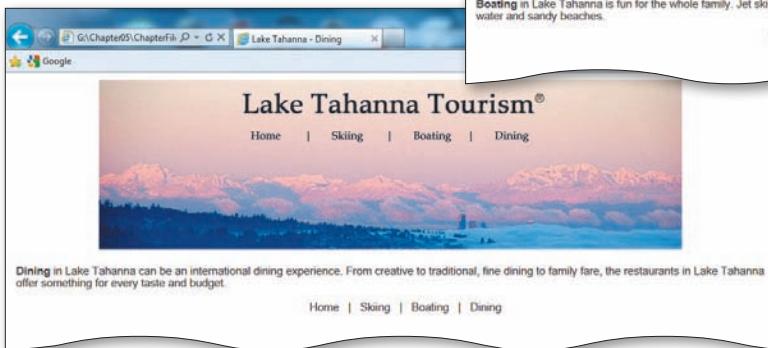 Boating in Lake Tahanna is fun for the whole family. Jet ski
water and sandy beaches.
G:\Chapter05\ChapterFil
Lake Tahanna - Dining
Google
Lake Tahanna Tourism®
Home | Skiing | Boating | Dining
Dining in Lake Tahanna can be an international dining experience. From creative to traditional, fine dining to family fare, the restaurants in Lake Tahanna
offer something for every taste and budget.
Home | Skiing | Boating | Dining